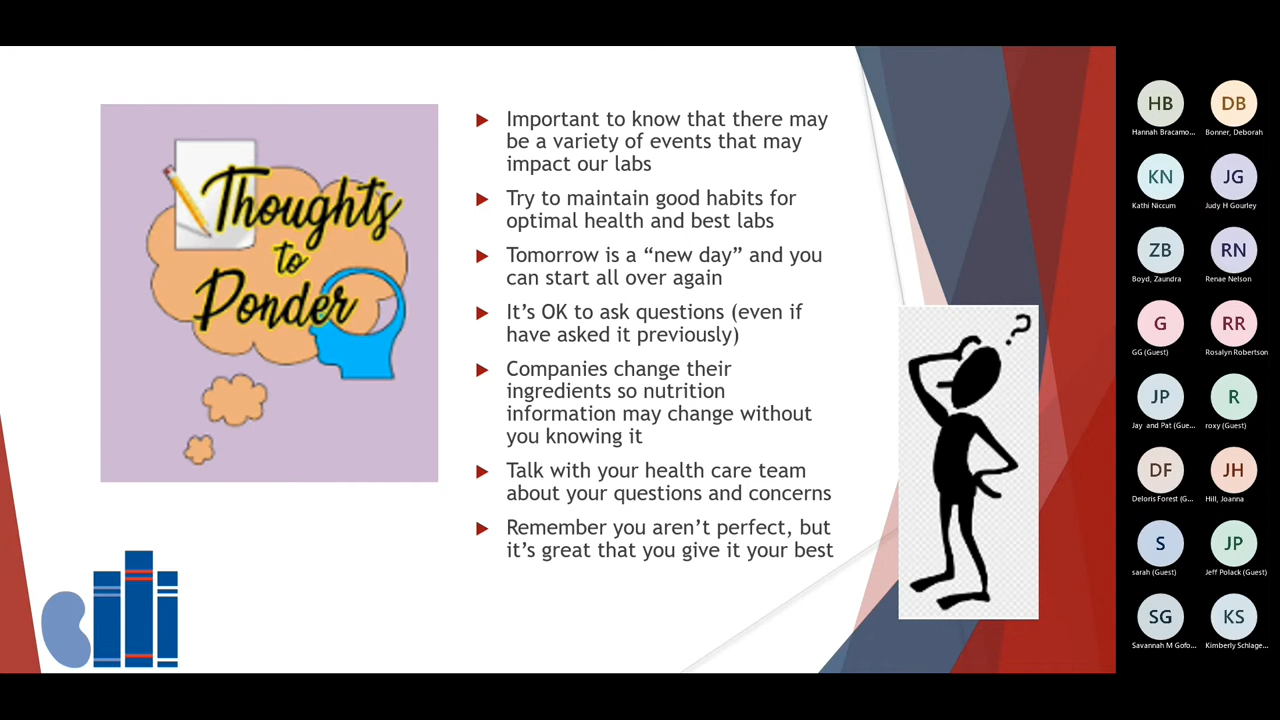 Thoughts
to
Ponder
Important to know that there may
be a variety of events that may
impact our labs
Try to maintain good habits for
optimal health and best labs
Tomorrow is a “new day” and you
can start all over again
It’s OK to ask questions (even if
have asked it previously)
Companies change their
ingredients so nutrition
information may change without
you knowing it
Talk with your health care team
about your questions and concerns
Remember you aren’t perfect, but
it’s great that you give it your best
?
HB
DB
Hannah Bracamo...
Bonner, Deborah
KN
JG
Kathi Niccum
Judy H Gourley
ZB
RN
Boyd, Zaundra
Renae Nelson
G
RR
GG (Guest)
Rosalyn Robertson
JP
R
Jay and Pat (Gue...
roxy (Guest)
DF
JH
Deloris Forest (G...
Hill, Joanna
S
JP
sarah (Guest)
Jeff Polack (Guest)
SG
KS
Savannah M Gofo...
Kimberly Schlage...